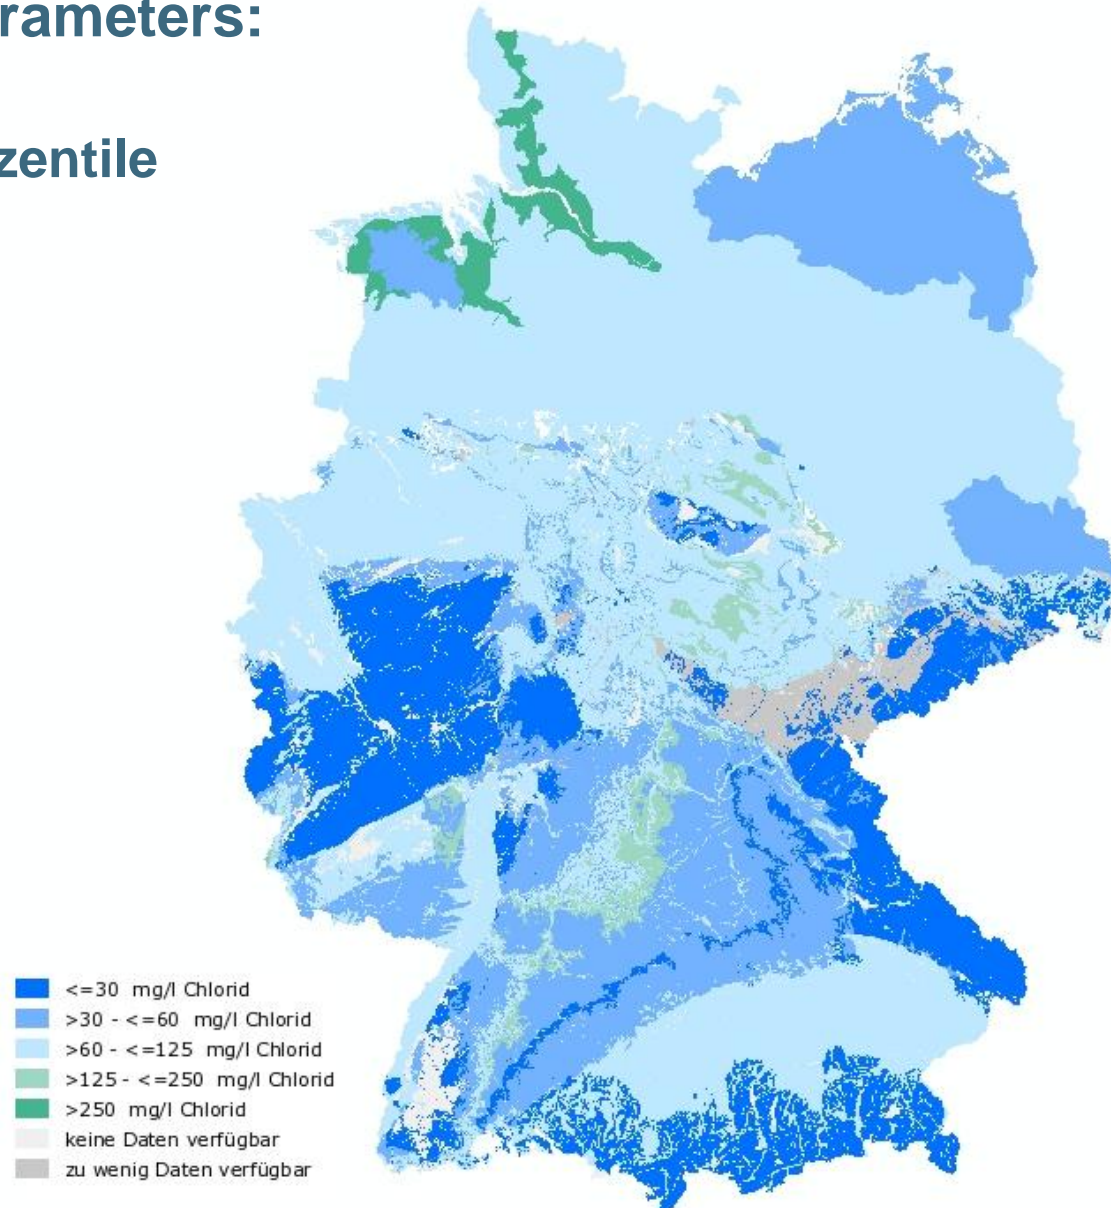 rameters:
zentile
<=30 mg/l Chlorid
>30 - <=60 mg/l Chlorid
>60 - <=125 mg/l Chlorid
>125 - <=250 mg/l Chlorid
>250 mg/l Chlorid
keine Daten verfügbar
zu wenig Daten verfügbar